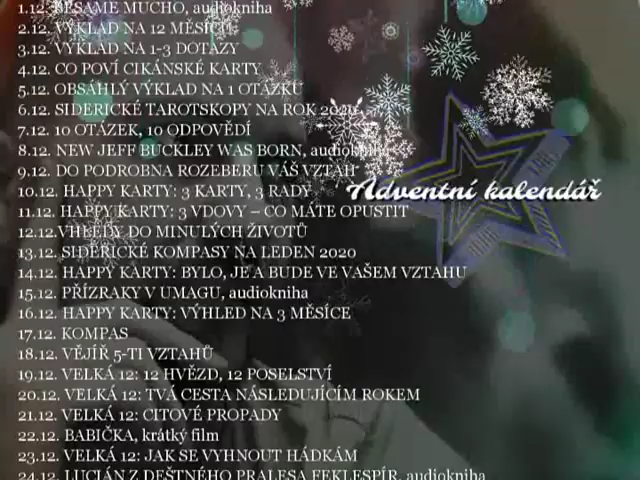 1.12. BÉSAME MUCHO, audiokniha
2.12. VÝKLAD NA 12 MĚSÍCŮ
3.12. VÝKLAD NA 1-3 DOTAZY
4.12. CO POVÍ CIKÁNSKÉ KARTY
5.12. OBSÁHLÝ VÝKLAD NA 1 OTÁZKU
6.12. SIDERICKÉ TAROTSKOPY NA ROK 2020
7.12. 10 OTÁZEK, 10 ODPOVĚDÍ
8.12. NEW JEFF BUCKLEY WAS BORN, audiokniha
9.12. DO PODROBNA ROZEBERU VÁŠ VZTAH
Adventní kalendář
10.12. HAPPY KARTY: 3 KARTY, 3 RADY
11.12. HAPPY KARTY: 3 VDOVY – CO MÁTE OPUSTIT
12.12.VHLEDY DO MINULÝCH ŽIVOTŮ
13.12. SIDERICKÉ KOMPASY NA LEDEN 2020
14.12. HAPPY KARTY: BYLO, JE A BUDE VE VAŠEM VZTAHU
15.12. PŘÍZRAKY V UMAGU, audiokniha
16.12. HAPPY KARTY: VÝHLED NA 3 MĚSÍCE
17.12. KOMPAS
18.12. VĚJÍŘ 5-TI VZTAHŮ
19.12. VELKÁ 12: 12 HVĚZD, 12 POSELSTVÍ
20.12. VELKÁ 12: TVÁ CESTA NÁSLEDUJÍCÍM ROKEM
21.12. VELKÁ 12: CITOVÉ PROPADY
22.12. BABIČKA, krátký film
23.12. VELKÁ 12: JAK SE VYHNOUT HÁDKÁM
24.12. LUCIÁN Z DEŠTNÉHO PRALESA FEKLESPÍR, audiokniha